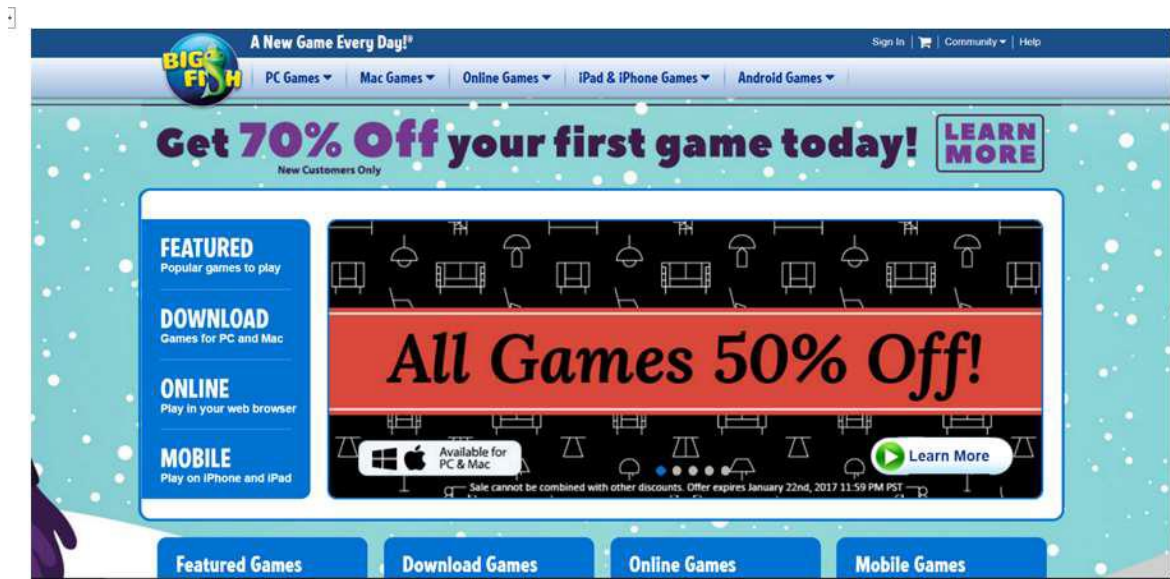 A New Game Every Day!®
Sign In | | Community | Help
BIG
FISH
PC Games
Mac Games
Online Games
iPad & iPhone Games
Android Games
Get 70% Off your first game today!
New Customers Only
LEARN
MORE
FEATURED
Popular games to play
DOWNLOAD
Games for PC and Mac
ONLINE
Play in your web browser
MOBILE
Play on iPhone and iPad
All Games 50% Off!
Available for
PC & Mac
Learn More
Sale cannot be combined with other discounts. Offer expires January 22nd, 2017 11:59 PM PST
Featured Games
Download Games
Online Games
Mobile Games